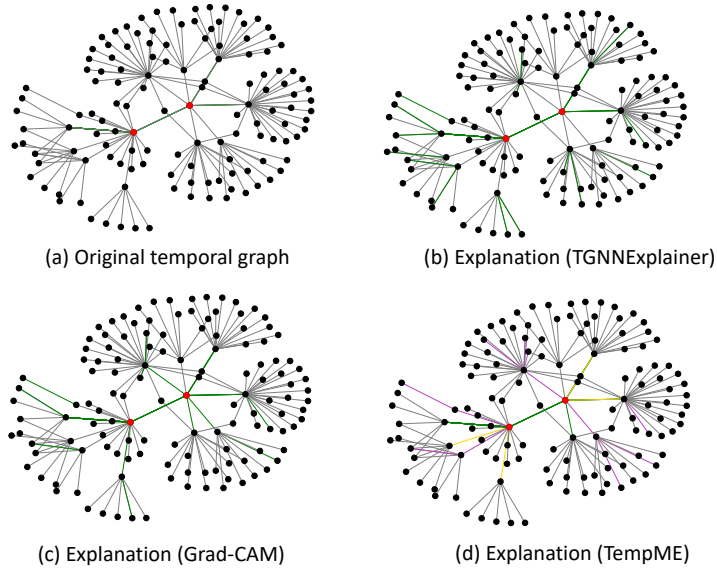 (a) Original temporal graph
(b) Explanation (TGNNExplainer)
(c) Explanation (Grad-CAM)
(d) Explanation (TempME)